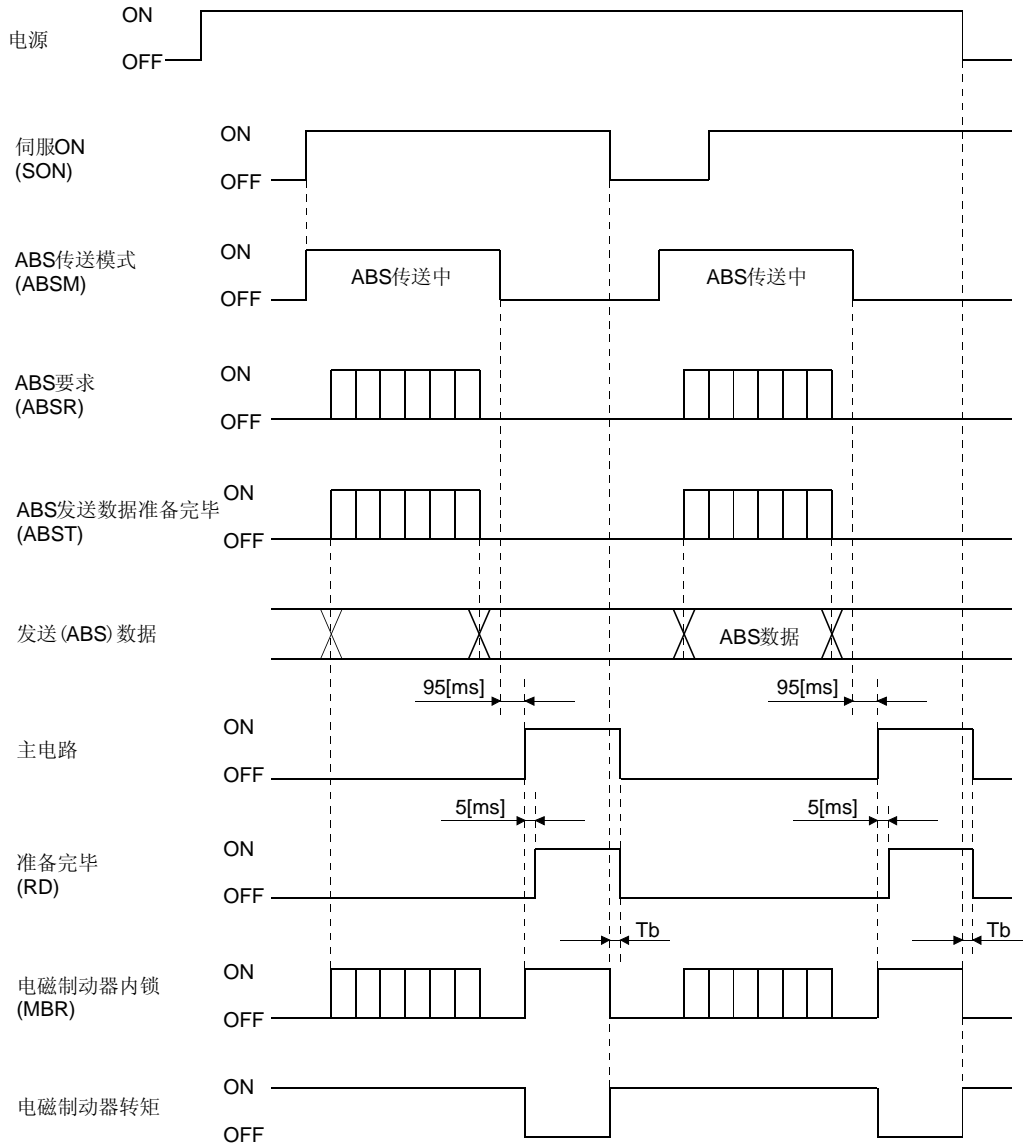 ON
电源
OFF
ON
伺服ON
(SON)
OFF
ON
ABS传送模式
(ABSM)
ABS传送中
ABS传送中
OFF
ON
ABS要求
(ABSR)
OFF
ON
ABS发送数据准备完毕
(ABST)
OFF
发送(ABS)数据
ABS数据
95[ms]
95[ms]
ON
主电路
OFF
5[ms]
5[ms]
ON
准备完毕
(RD)
OFF
Tb
Tb
ON
电磁制动器内锁
(MBR)
OFF
ON
电磁制动器转矩
OFF